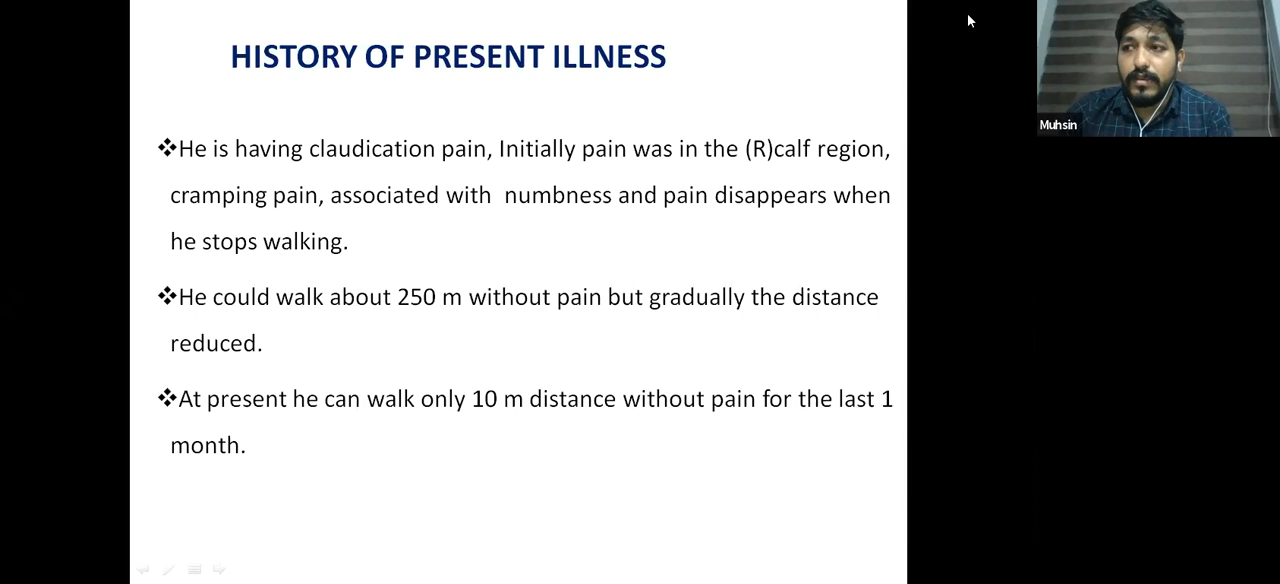 HISTORY OF PRESENT ILLNESS
❖He is having claudication pain, Initially pain was in the (R)calf region,
cramping pain, associated with  numbness and pain disappears when
he stops walking.
❖He could walk about 250 m without pain but gradually the distance
reduced.
❖At present he can walk only 10 m distance without pain for the last 1
month.
Muhsin